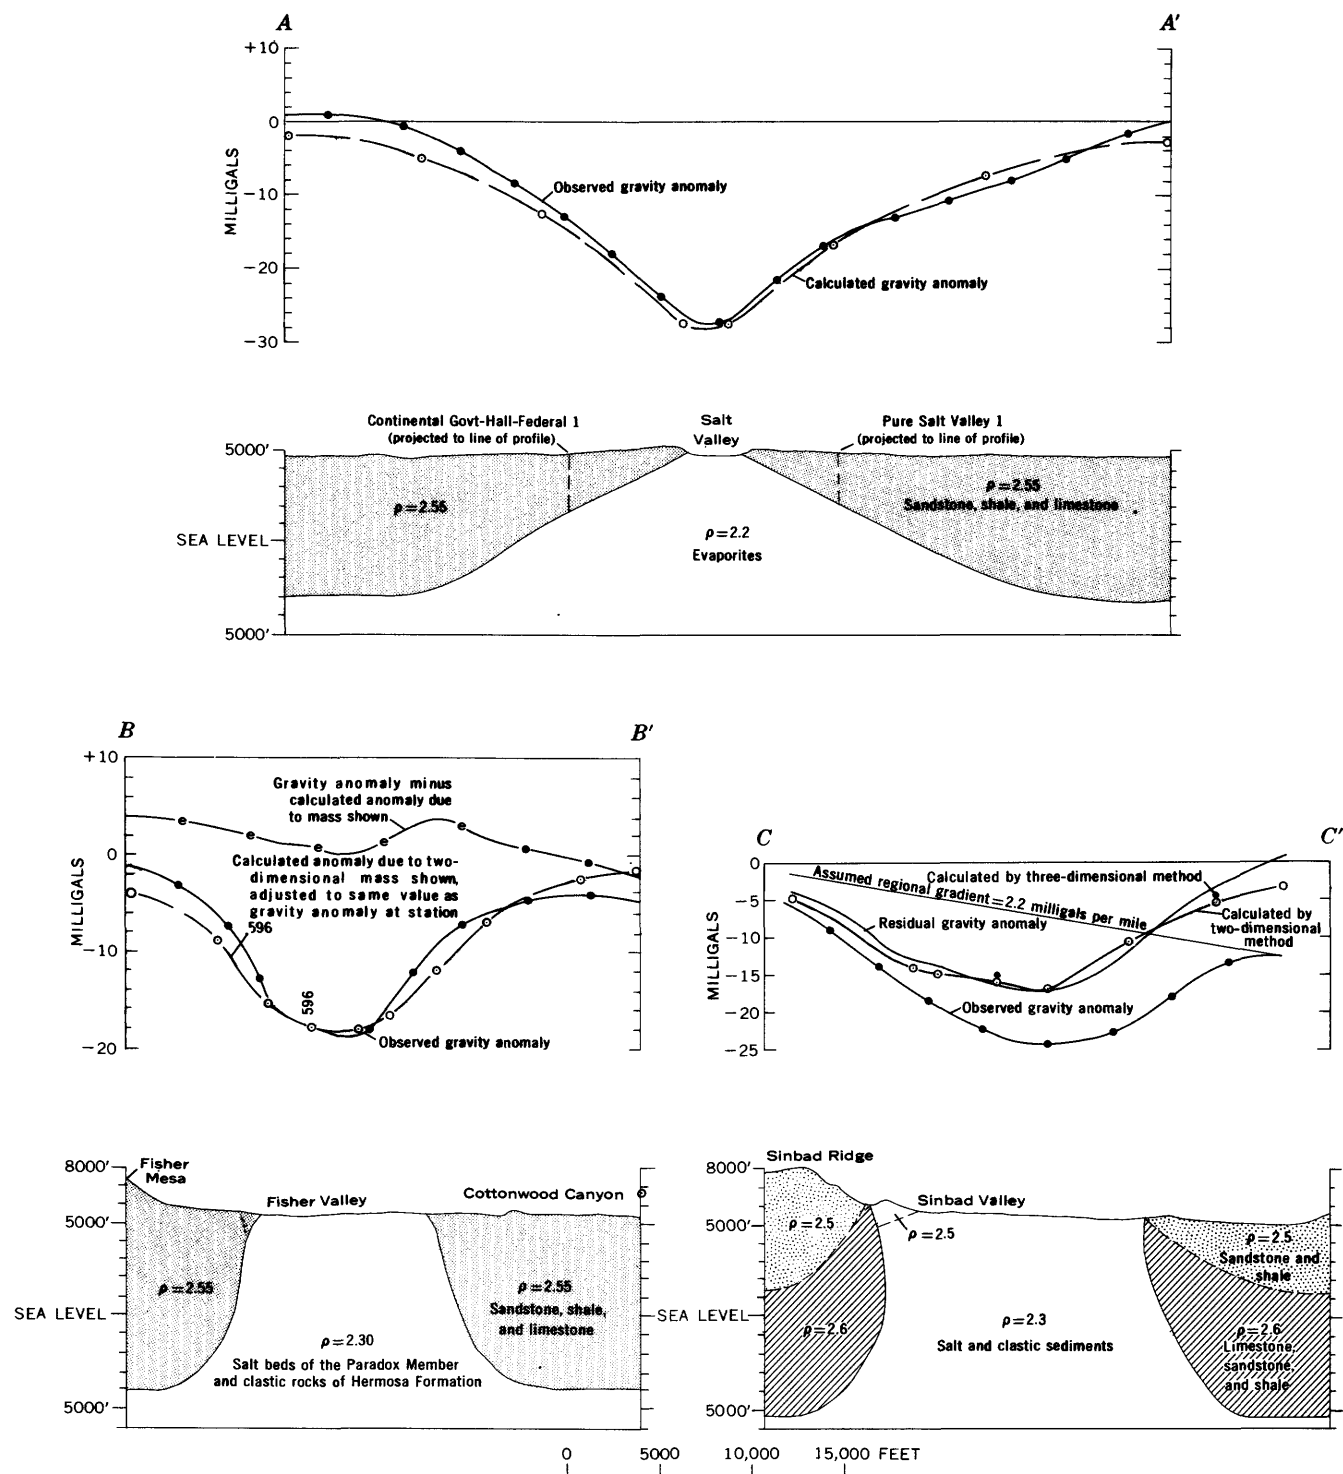 A A′
+10
0
−10
−20
−30
MILLIGALS
Observed gravity anomaly
Calculated gravity anomaly
Continental Govt-Hall-Federal 1
(projected to line of profile)
Salt
Valley
Pure Salt Valley 1
(projected to line of profile)
5000′
SEA LEVEL
5000′
ρ=2.55
ρ=2.2
Evaporites
ρ=2.55
Sandstone, shale, and limestone
B B′
+10
0
−10
−20
MILLIGALS
Gravity anomaly minus
calculated anomaly due
to mass shown
Calculated anomaly due to two-
dimensional mass shown,
adjusted to same value as
gravity anomaly at station
596
596
Observed gravity anomaly
8000′
5000′
SEA LEVEL
5000′
Fisher
Mesa
Fisher Valley
Cottonwood Canyon
ρ=2.55
ρ=2.30
Salt beds of the Paradox Member
and clastic rocks of Hermosa Formation
ρ=2.55
Sandstone, shale,
and limestone
C C′
0
−5
−10
−15
−20
−25
MILLIGALS
Assumed regional gradient=2.2 milligals per mile
Calculated by three-dimensional method
Residual gravity anomaly
Calculated by
two-dimensional
method
Observed gravity anomaly
Sinbad Ridge
8000′
5000′
SEA LEVEL
5000′
Sinbad Valley
ρ=2.5
ρ=2.5
ρ=2.6
ρ=2.3
Salt and clastic sediments
ρ=2.5
Sandstone and
shale
ρ=2.6
Limestone,
sandstone,
and shale
0 5000 10,000 15,000 FEET